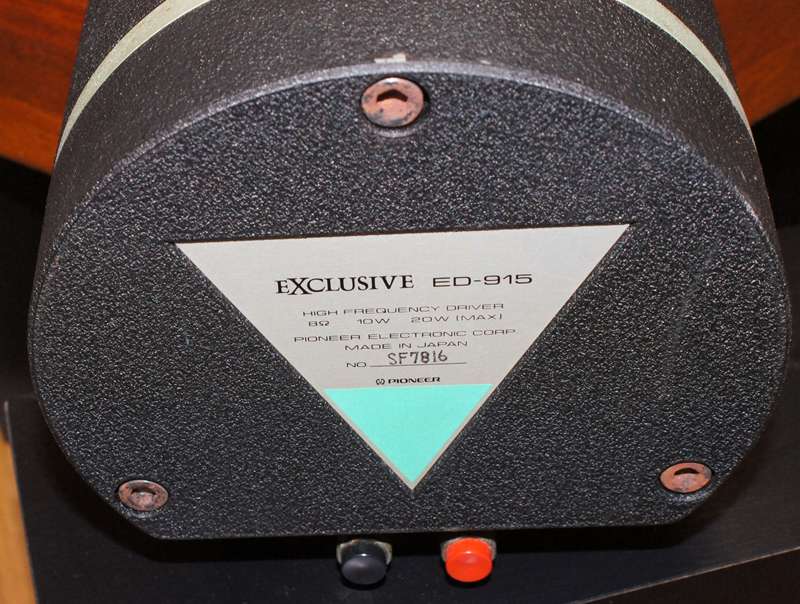 EXCLUSIVE ED-915
HIGH FREQUENCY DRIVER
8Ω 10W 20W (MAX)
PIONEER ELECTRONIC CORP.
MADE IN JAPAN
NO. SF7816
PIONEER